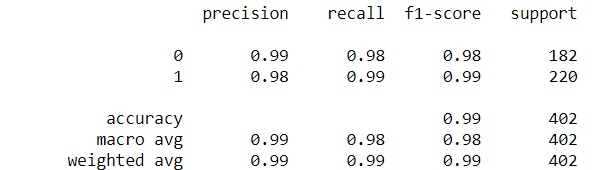 precision recall f1-score support
0 0.99 0.98 0.98 182
1 0.98 0.99 0.99 220
accuracy 0.99 402
macro avg 0.99 0.98 0.98 402
weighted avg 0.99 0.99 0.99 402